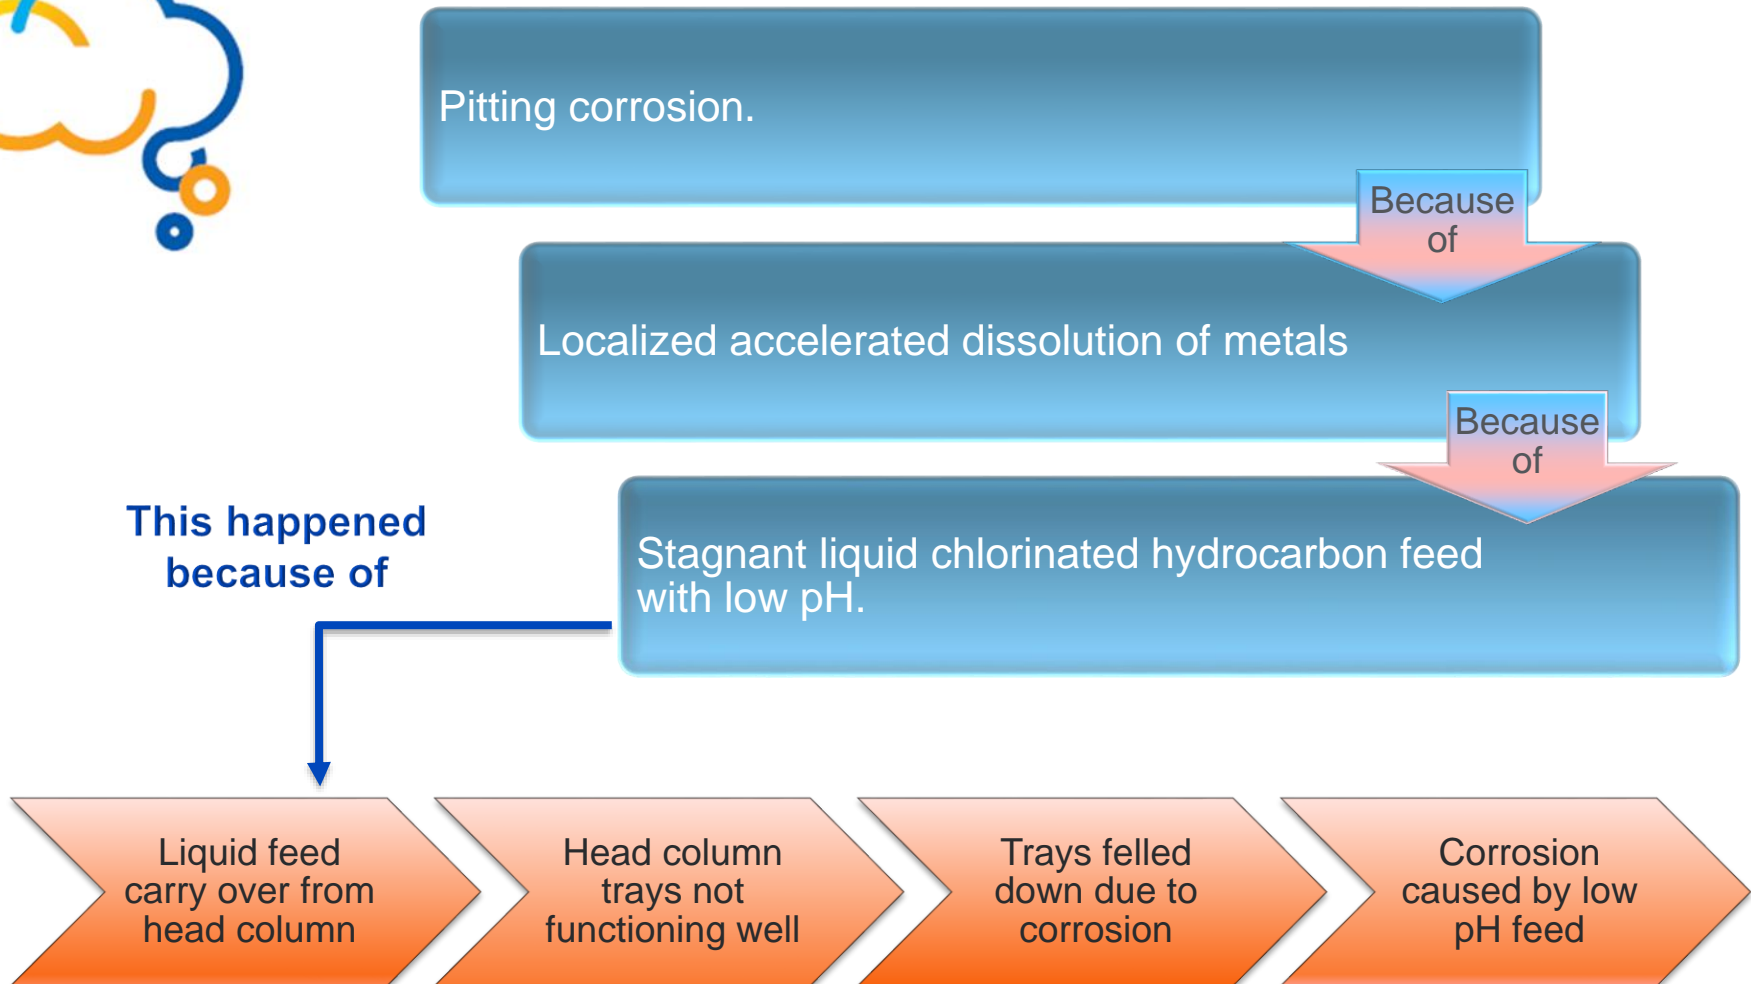 Pitting corrosion.
Because
of
Localized accelerated dissolution of metals
Because
of
Stagnant liquid chlorinated hydrocarbon feed
with low pH.
This happened
because of
Liquid feed
carry over from
head column
Head column
trays not
functioning well
Trays felled
down due to
corrosion
Corrosion
caused by low
pH feed